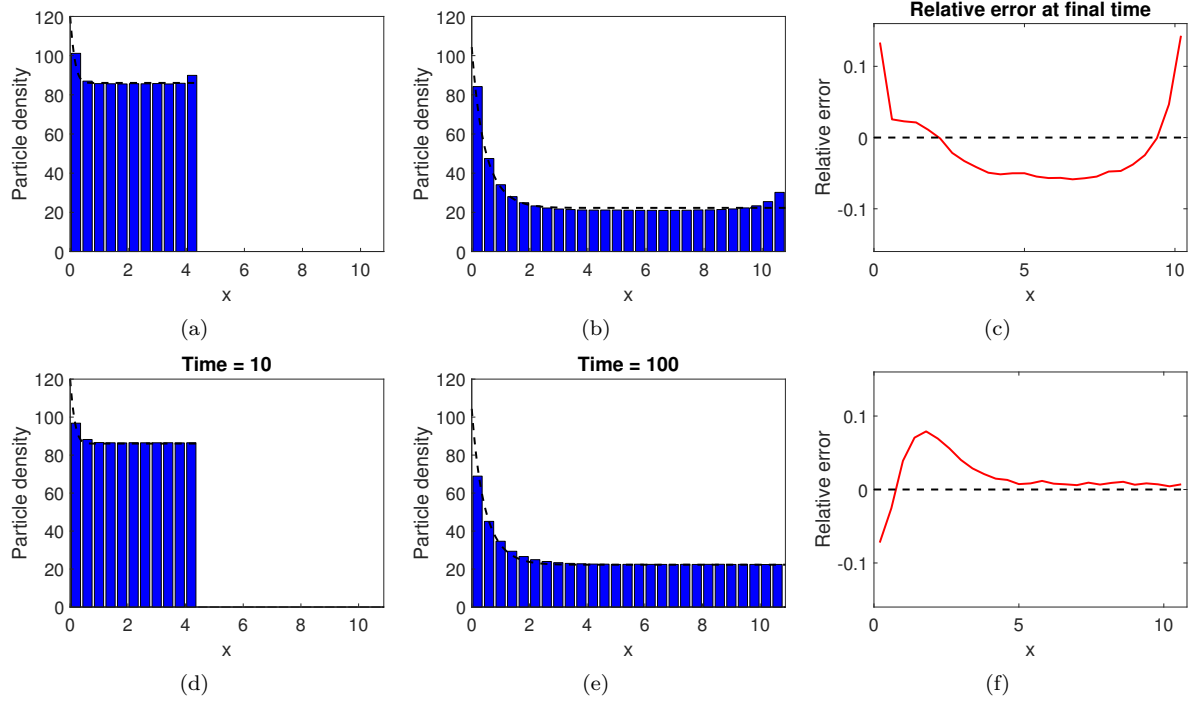 120
100
80
60
40
20
0
Particle density
0 2 4 6 8 10
x
(a)
120
100
80
60
40
20
0
Particle density
0 2 4 6 8 10
x
(b)
Relative error at final time
0.1
0
-0.1
Relative error
0 5 10
x
(c)
Time = 10
120
100
80
60
40
20
0
Particle density
0 2 4 6 8 10
x
(d)
Time = 100
120
100
80
60
40
20
0
Particle density
0 2 4 6 8 10
x
(e)
0.1
0
-0.1
Relative error
0 5 10
x
(f)